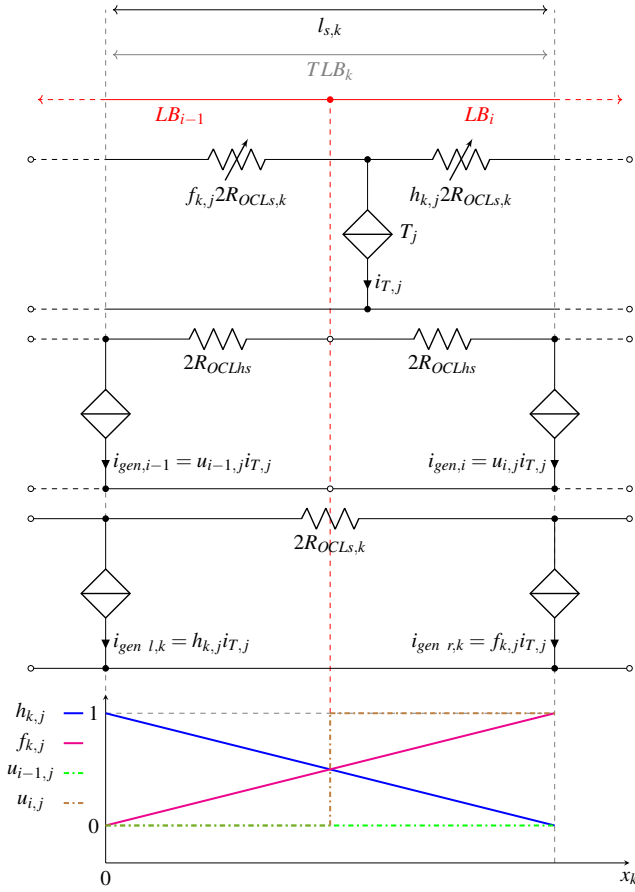 l_{s,k}
TLB_k
LB_{i−1} LB_i
f_{k,j}2R_{OCLs,k} h_{k,j}2R_{OCLs,k}
T_j
i_{T,j}
2R_{OCLhs} 2R_{OCLhs}
i_{gen,i−1} = u_{i−1,j}i_{T,j} i_{gen,i} = u_{i,j}i_{T,j}
2R_{OCLs,k}
i_{gen l,k} = h_{k,j}i_{T,j} i_{gen r,k} = f_{k,j}i_{T,j}
h_{k,j} 1
f_{k,j}
u_{i−1,j}
u_{i,j}
0
0 x_k